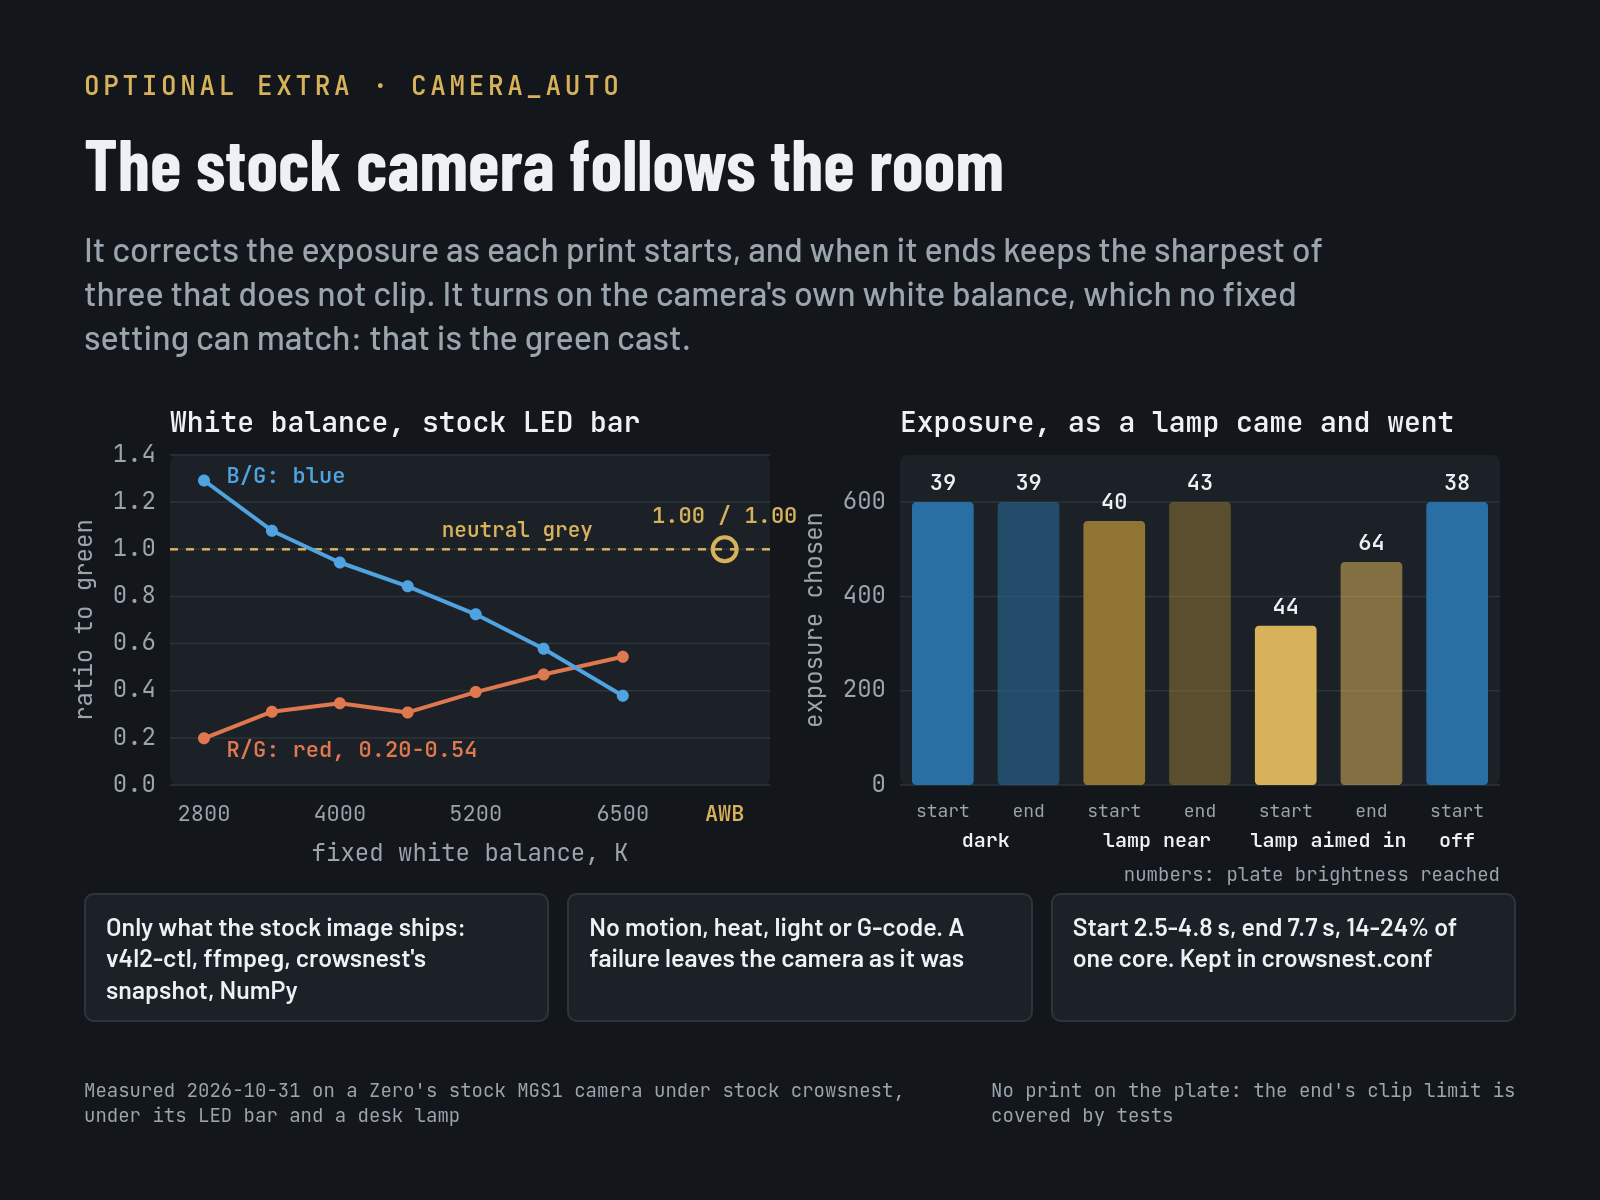 OPTIONAL EXTRA · CAMERA_AUTO
The stock camera follows the room
It corrects the exposure as each print starts, and when it ends keeps the sharpest of
three that does not clip. It turns on the camera's own white balance, which no fixed
setting can match: that is the green cast.
White balance, stock LED bar
1.4
1.2
1.0
0.8
0.6
0.4
0.2
0.0
ratio to green
B/G: blue
neutral grey
1.00 / 1.00
R/G: red, 0.20-0.54
2800 4000 5200 6500 AWB
fixed white balance, K
Exposure, as a lamp came and went
600
400
200
0
exposure chosen
39 39 40 43 44 64 38
start end start end start end start
dark lamp near lamp aimed in off
numbers: plate brightness reached
Only what the stock image ships:
v4l2-ctl, ffmpeg, crowsnest's
snapshot, NumPy
No motion, heat, light or G-code. A
failure leaves the camera as it was
Start 2.5-4.8 s, end 7.7 s, 14-24% of
one core. Kept in crowsnest.conf
Measured 2026-10-31 on a Zero's stock MGS1 camera under stock crowsnest,
under its LED bar and a desk lamp
No print on the plate: the end's clip limit is
covered by tests